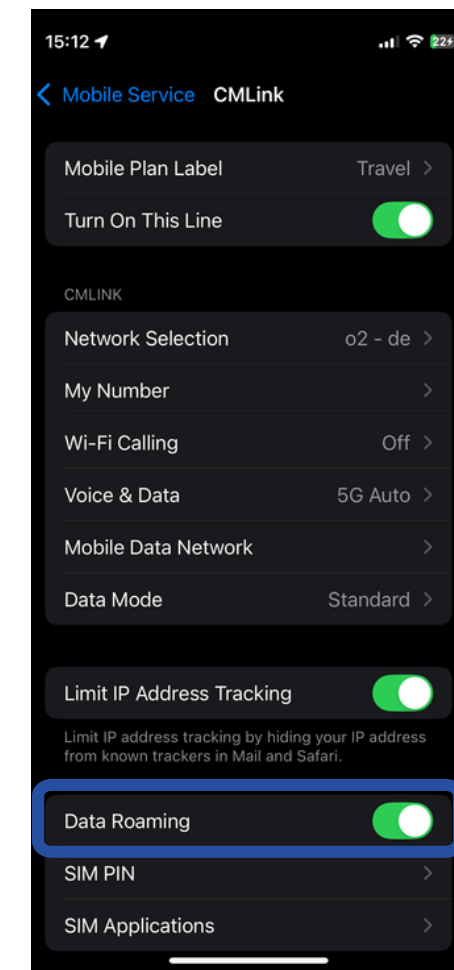 15:12
22
Mobile Service CMLink
Mobile Plan Label Travel
Turn On This Line
CMLINK
Network Selection o2 - de
My Number
Wi-Fi Calling Off
Voice & Data 5G Auto
Mobile Data Network
Data Mode Standard
Limit IP Address Tracking
Limit IP address tracking by hiding your IP address
from known trackers in Mail and Safari.
Data Roaming
SIM PIN
SIM Applications